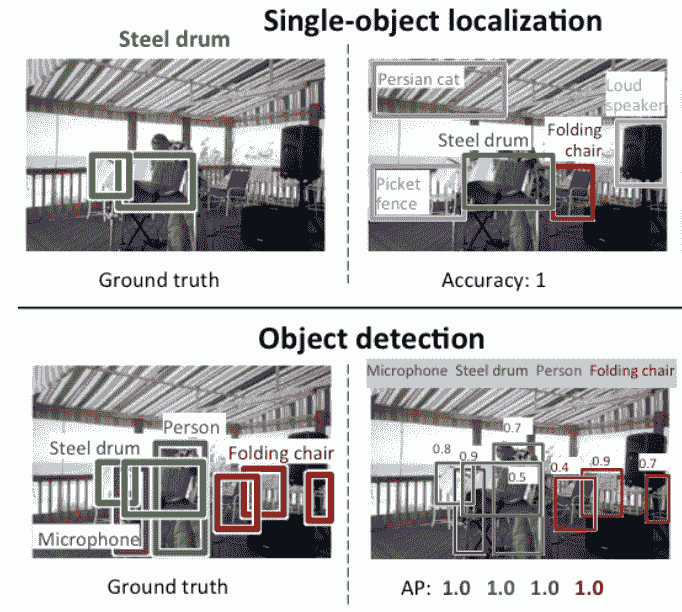 Single-object localization
Steel drum
Persian cat
Loud
speaker
Steel drum
Folding
chair
Picket
fence
Ground truth
Accuracy: 1
Object detection
Microphone Steel drum Person Folding chair
Person
Steel drum
Folding chair
Microphone
0.7
0.8
0.9
0.5
0.4
0.9
0.7
Ground truth
AP: 1.0 1.0 1.0 1.0